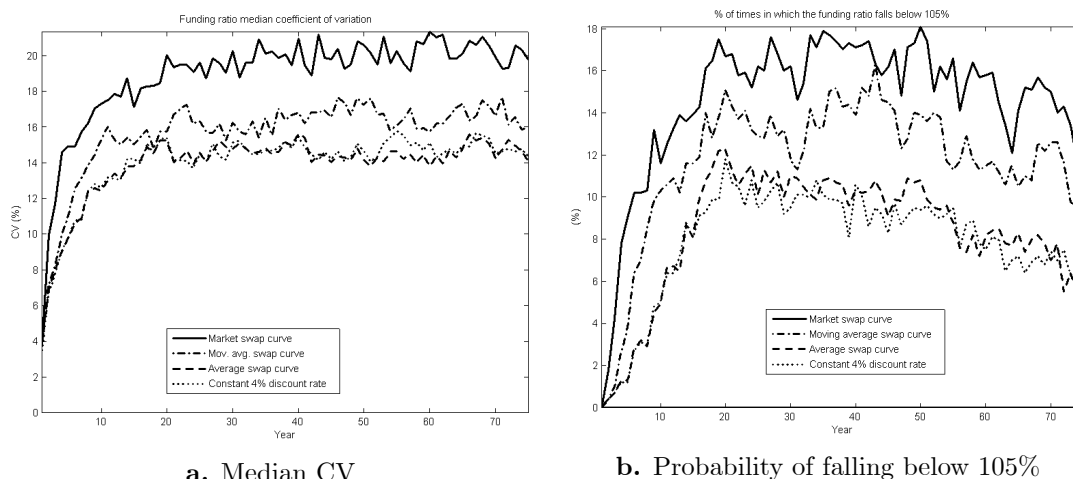 Funding ratio median coefficient of variation
20
18
16
14
12
10
8
6
4
2
0
CV (%)
Market swap curve
Mov. avg. swap curve
Average swap curve
Constant 4% discount rate
10 20 30 40 50 60 70
Year
a. Median CV
% of times in which the funding ratio falls below 105%
18
16
14
12
10
8
6
4
2
0
(%)
Market swap curve
Moving average swap curve
Average swap curve
Constant 4% discount rate
10 20 30 40 50 60 70
Year
b. Probability of falling below 105%